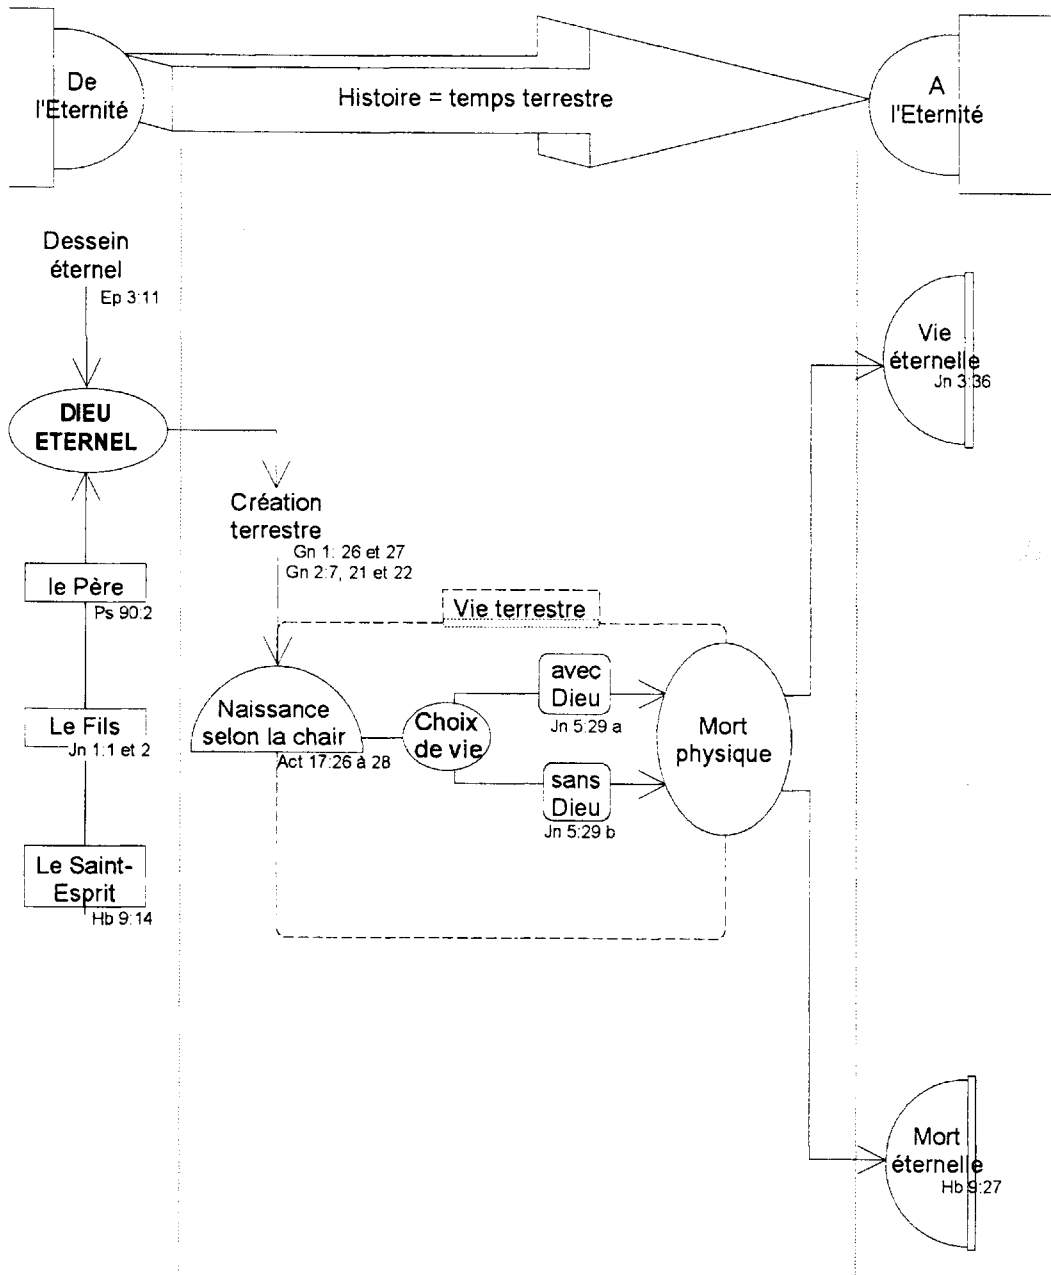 De
l'Eternité
Histoire = temps terrestre
A
l'Eternité
Dessein
éternel
Ep 3:11
DIEU
ETERNEL
Vie
éternelle
Jn 3:36
Création
terrestre
Gn 1: 26 et 27
Gn 2:7, 21 et 22
le Père
Ps 90:2
Vie terrestre
Le Fils
Jn 1:1 et 2
Naissance
selon la chair
Act 17:26 à 28
Choix
de vie
avec
Dieu
Jn 5:29 a
sans
Dieu
Jn 5:29 b
Mort
physique
Le Saint-
Esprit
Hb 9:14
Mort
éternelle
Hb 9:27